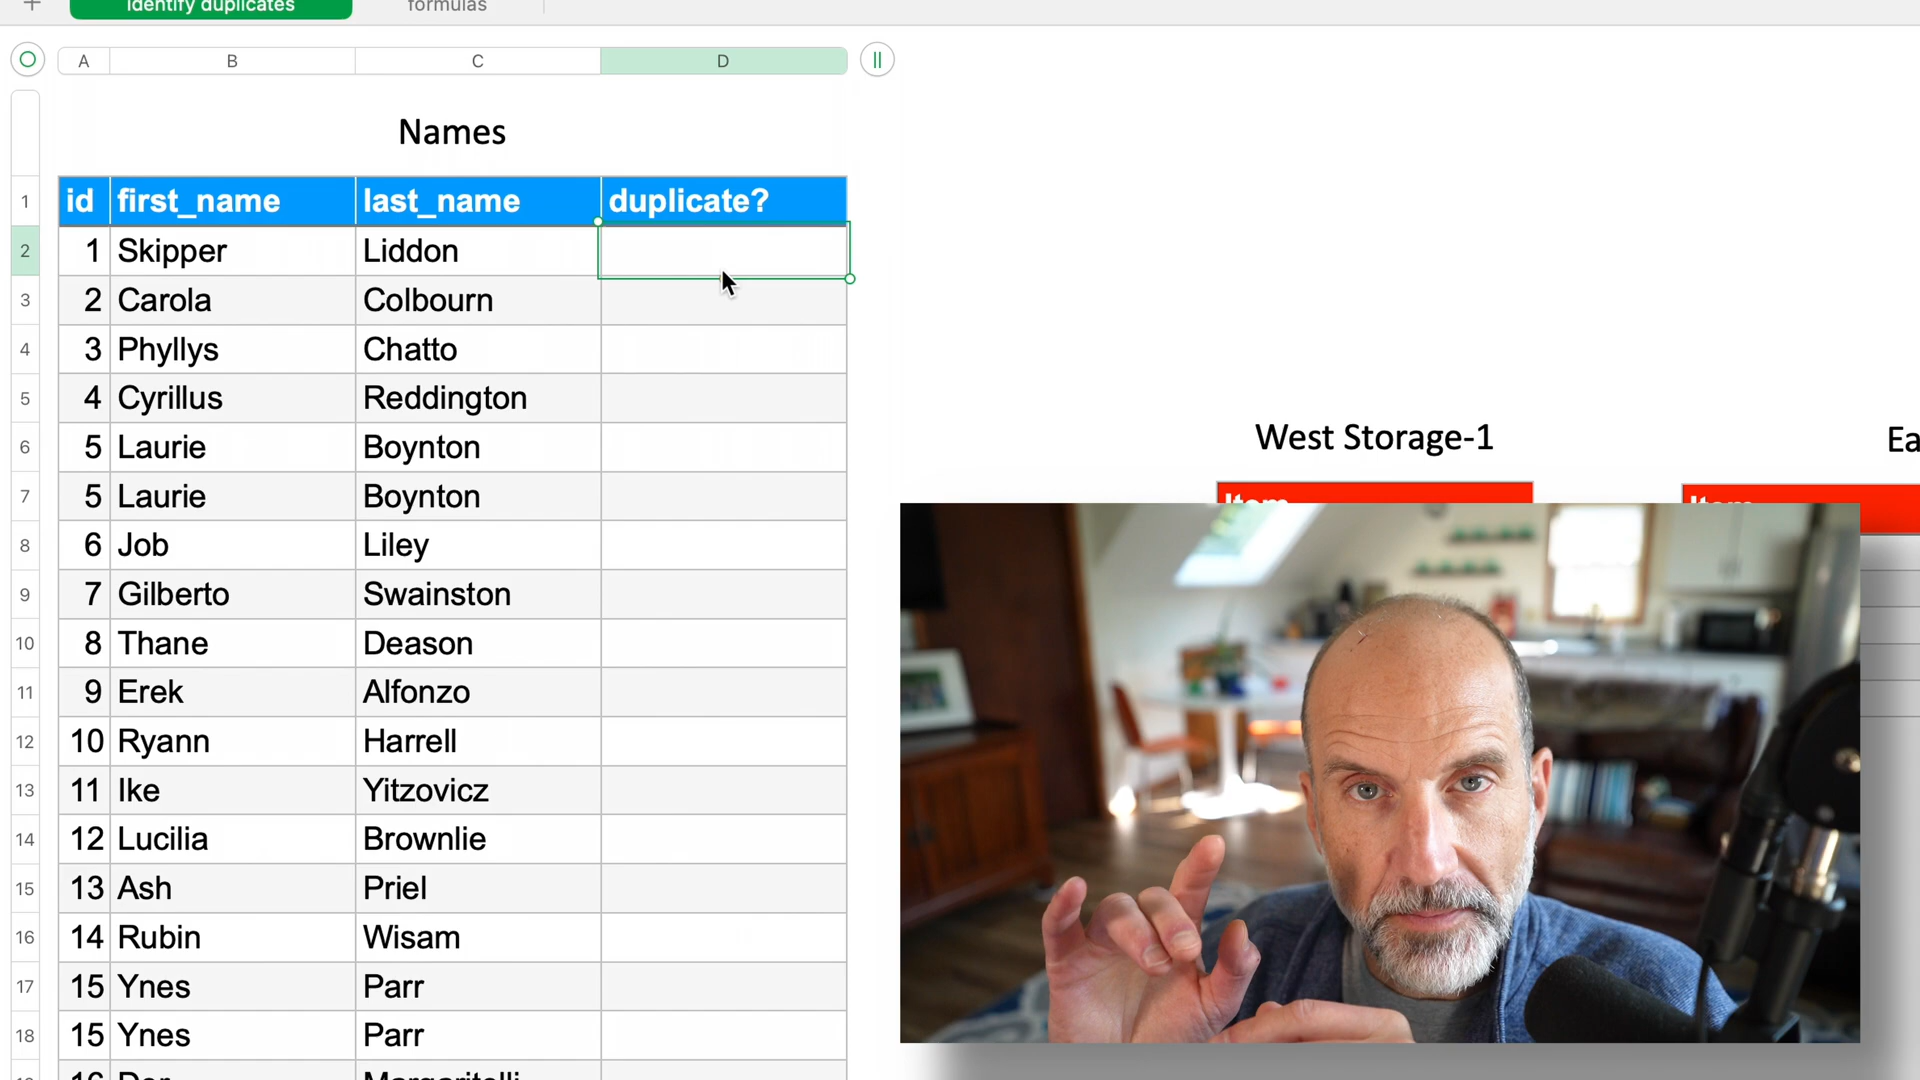 Identify duplicates
formulas
A B C D
Names
1 id first_name last_name duplicate?
2 1 Skipper Liddon
3 2 Carola Colbourn
4 3 Phyllys Chatto
5 4 Cyrillus Reddington
6 5 Laurie Boynton
7 5 Laurie Boynton
8 6 Job Liley
9 7 Gilberto Swainston
10 8 Thane Deason
11 9 Erek Alfonzo
12 10 Ryann Harrell
13 11 Ike Yitzovicz
14 12 Lucilia Brownlie
15 13 Ash Priel
16 14 Rubin Wisam
17 15 Ynes Parr
18 15 Ynes Parr
16
West Storage-1
Item
Ea
Item